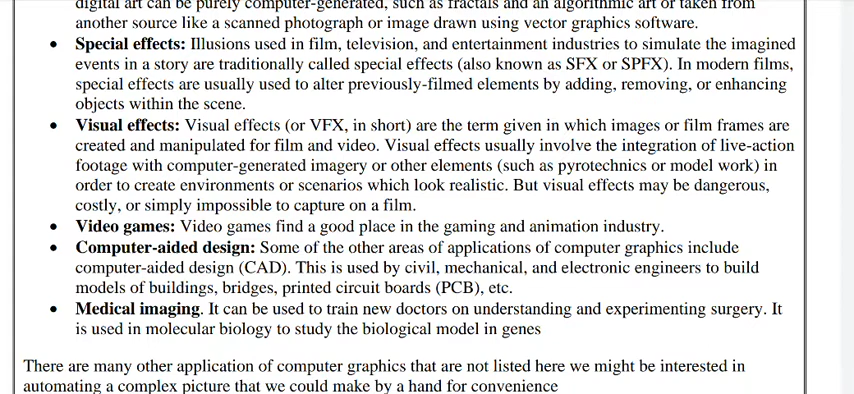 digital art can be purely computer-generated, such as fractals and an algorithmic art or taken from
another source like a scanned photograph or image drawn using vector graphics software.
• Special effects: Illusions used in film, television, and entertainment industries to simulate the imagined
events in a story are traditionally called special effects (also known as SFX or SPFX). In modern films,
special effects are usually used to alter previously-filmed elements by adding, removing, or enhancing
objects within the scene.
• Visual effects: Visual effects (or VFX, in short) are the term given in which images or film frames are
created and manipulated for film and video. Visual effects usually involve the integration of live-action
footage with computer-generated imagery or other elements (such as pyrotechnics or model work) in
order to create environments or scenarios which look realistic. But visual effects may be dangerous,
costly, or simply impossible to capture on a film.
• Video games: Video games find a good place in the gaming and animation industry.
• Computer-aided design: Some of the other areas of applications of computer graphics include
computer-aided design (CAD). This is used by civil, mechanical, and electronic engineers to build
models of buildings, bridges, printed circuit boards (PCB), etc.
• Medical imaging. It can be used to train new doctors on understanding and experimenting surgery. It
is used in molecular biology to study the biological model in genes
There are many other application of computer graphics that are not listed here we might be interested in
automating a complex picture that we could make by a hand for convenience